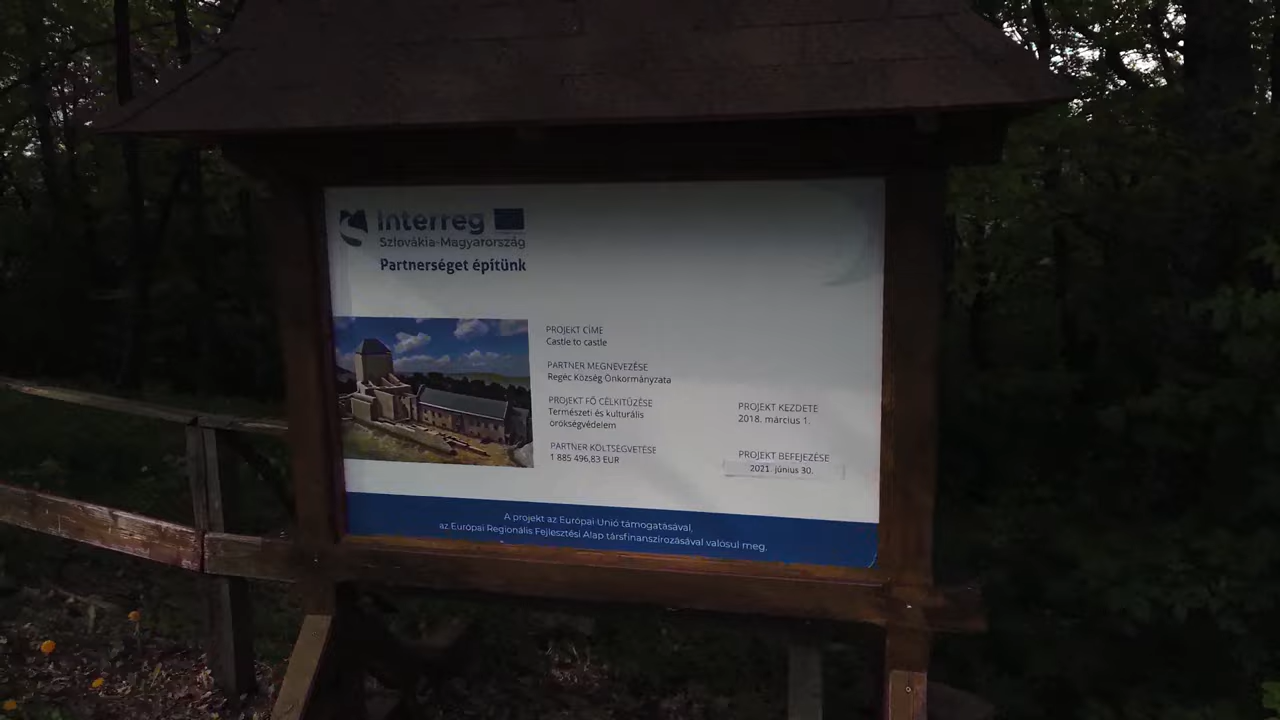 Interreg
Szlovákia-Magyarország
Partnerséget építünk
PROJEKT CÍME
Castle to castle
PARTNER MEGNEVEZÉSE
Regéc Község Önkormányzata
PROJEKT FŐ CÉLKITŰZÉSE
Természeti és kulturális
örökségvédelem
PARTNER KÖLTSÉGVETÉSE
1 885 496,83 EUR
PROJEKT KEZDETE
2018. március 1.
PROJEKT BEFEJEZÉSE
2021. június 30.
A projekt az Európai Unió támogatásával,
az Európai Regionális Fejlesztési Alap társfinanszírozásával valósul meg.